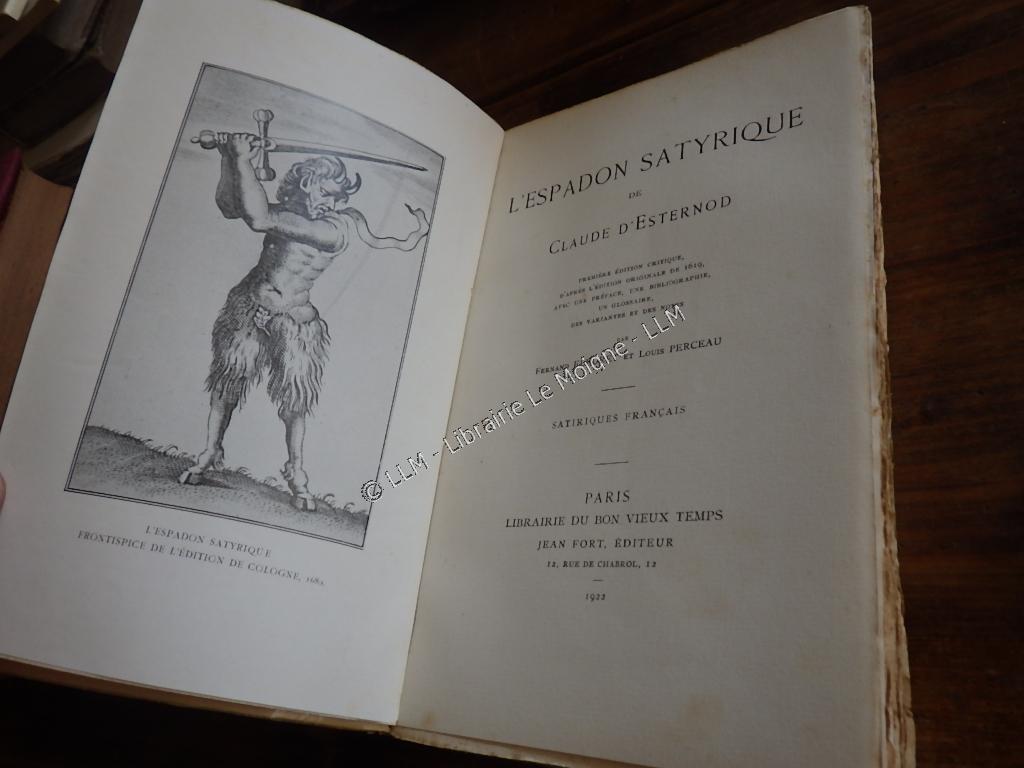 L'ESPADON SATYRIQUE
FRONTISPICE DE L'ÉDITION DE COLOGNE, 1680.
L'ESPADON SATYRIQUE
DE
CLAUDE D'ESTERNOD
PREMIÈRE ÉDITION CRITIQUE,
D'APRÈS L'ÉDITION ORIGINALE DE 1619,
AVEC UNE PRÉFACE, UNE BIBLIOGRAPHIE,
UN GLOSSAIRE,
DES VARIANTES ET DES NOTES
PAR
FERNAND ET LOUIS PERCEAU
SATIRIQUES FRANÇAIS
PARIS
LIBRAIRIE DU BON VIEUX TEMPS
JEAN FORT, ÉDITEUR
12, RUE DE CHABROL, 12
1922
© LLM - Librairie Le Moigne - LLM